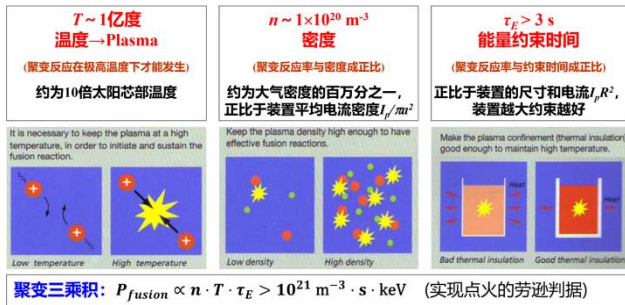 T ~ 1亿度
温度→Plasma
(聚变反应在极高温度下才能发生)
约为10倍太阳芯部温度
It is necessary to keep the plasma at a high
temperature, in order to initiate and sustain the
fusion reaction.
Low temperature
High temperature
n ~ 1×10²⁰ m⁻³
密度
(聚变反应率与密度成正比)
约为大气密度的百万分之一，
正比于装置平均电流密度Iₚ/πa²
Keep the plasma density high enough to have
effective fusion reactions.
Low density
High density
τ_E > 3 s
能量约束时间
(聚变反应率与约束时间成正比)
正比于装置的尺寸和电流IₚR²，
装置越大约束越好
Make the plasma confinement (thermal insulation)
good enough to maintain high temperature.
Heat
Heat
Bad thermal insulation
Good thermal insulation
聚变三乘积： P_fusion ∝ n · T · τ_E > 10²¹ m⁻³ · s · keV (实现点火的劳逊判据)